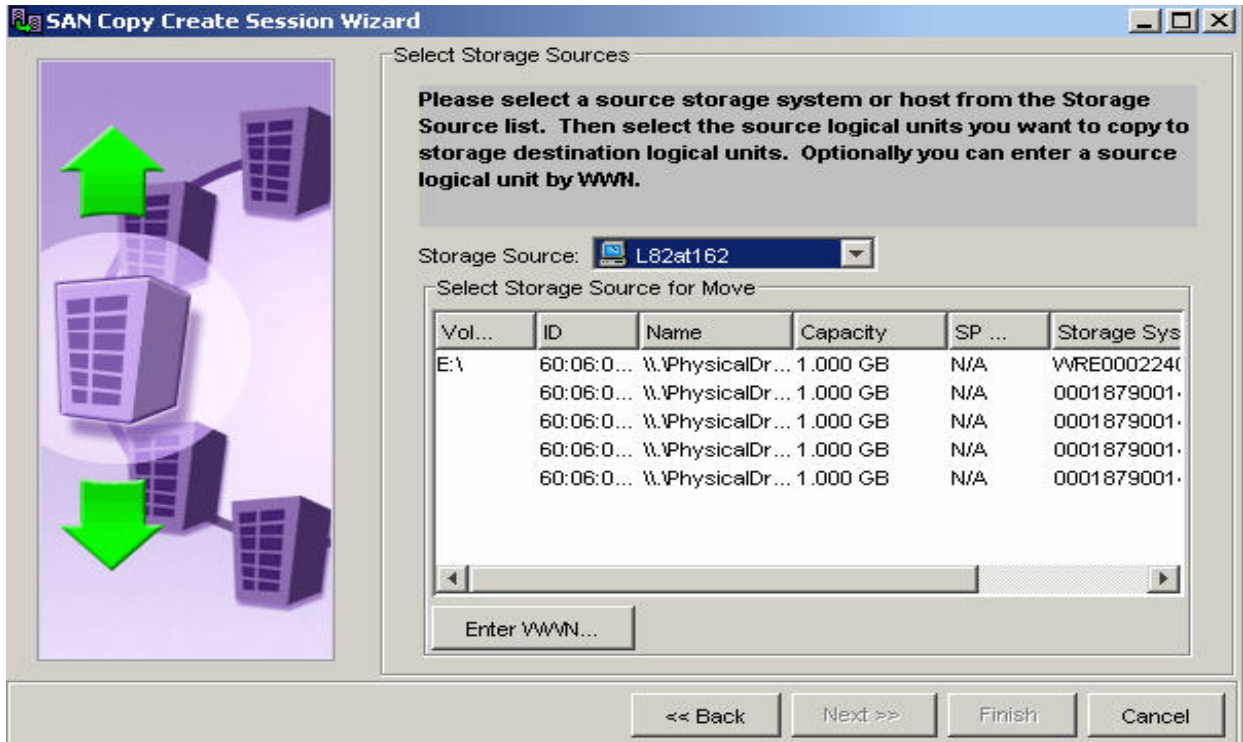 SAN Copy Create Session Wizard
Select Storage Sources
Please select a source storage system or host from the Storage
Source list. Then select the source logical units you want to copy to
storage destination logical units. Optionally you can enter a source
logical unit by WWN.
Storage Source: L82at162
Select Storage Source for Move
Vol... ID Name Capacity SP ... Storage Sys
E:\ 60:06:0... \\.\PhysicalDr... 1.000 GB N/A WRE0002240
60:06:0... \\.\PhysicalDr... 1.000 GB N/A 0001879001
60:06:0... \\.\PhysicalDr... 1.000 GB N/A 0001879001
60:06:0... \\.\PhysicalDr... 1.000 GB N/A 0001879001
60:06:0... \\.\PhysicalDr... 1.000 GB N/A 0001879001
Enter WWN...
<< Back Next >> Finish Cancel